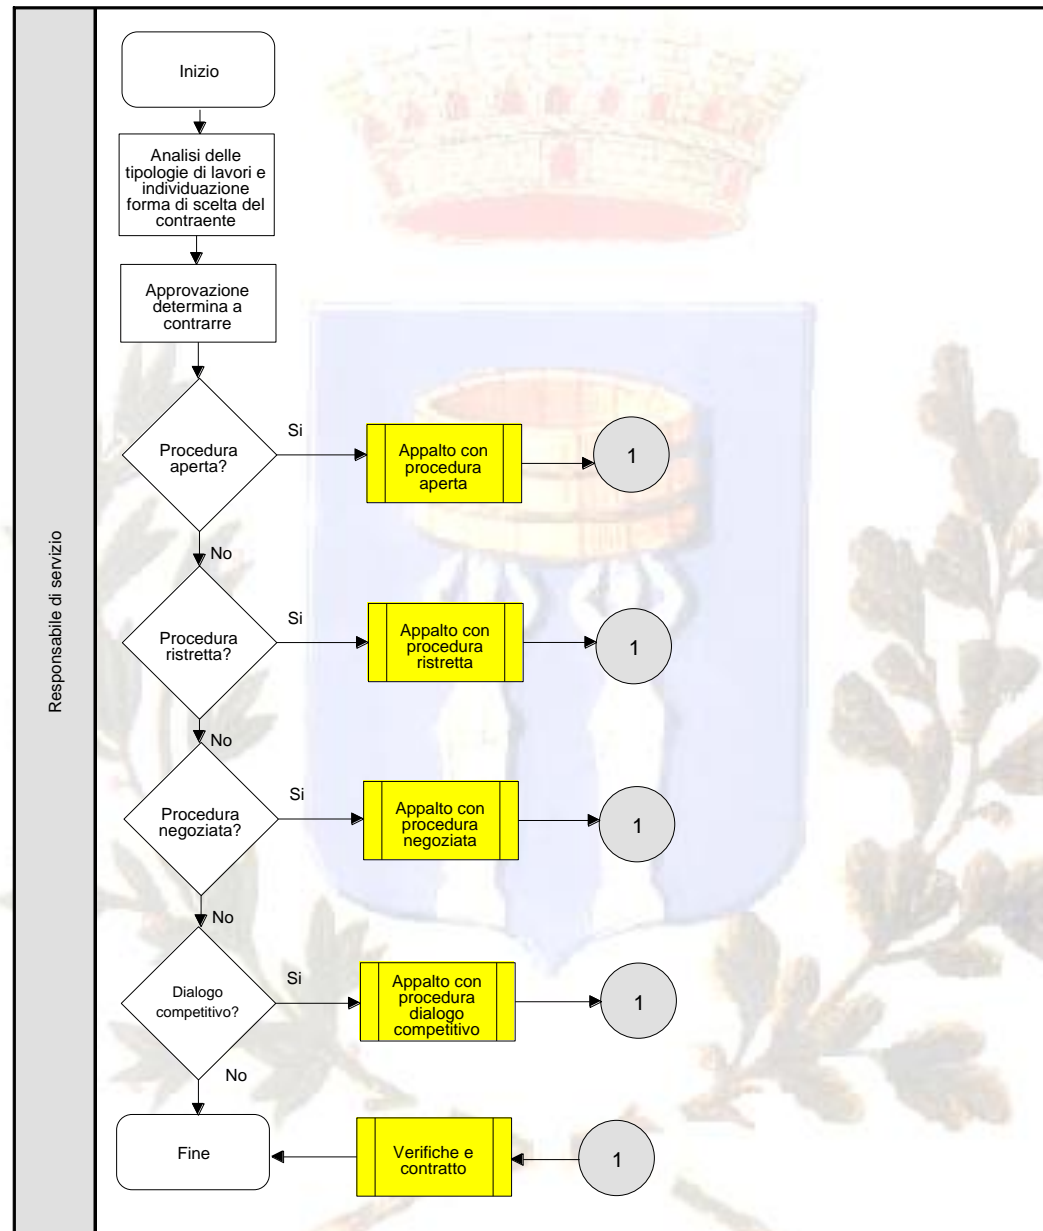 Responsabile di servizio
Inizio
Analisi delle
tipologie di lavori e
individuazione
forma di scelta del
contraente
Approvazione
determina a
contrarre
Procedura
aperta?
Si
Appalto con
procedura
aperta
1
No
Procedura
ristretta?
Si
Appalto con
procedura
ristretta
1
No
Procedura
negoziata?
Si
Appalto con
procedura
negoziata
1
No
Dialogo
competitivo?
Si
Appalto con
procedura
dialogo
competitivo
1
No
Fine
Verifiche e
contratto
1